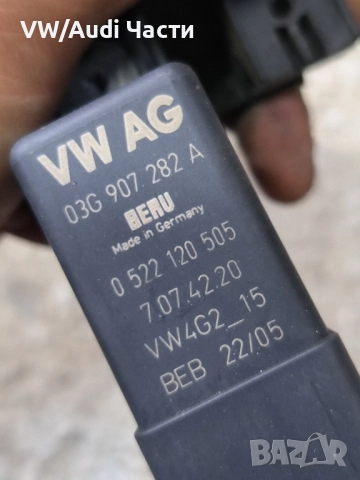 VW/Audi Части
VW AG
03G 907 282 A
BERU
Made in Germany
0 522 120 505
7.07.42.20
VW4G2_15
BEB 22/05
BAZAR